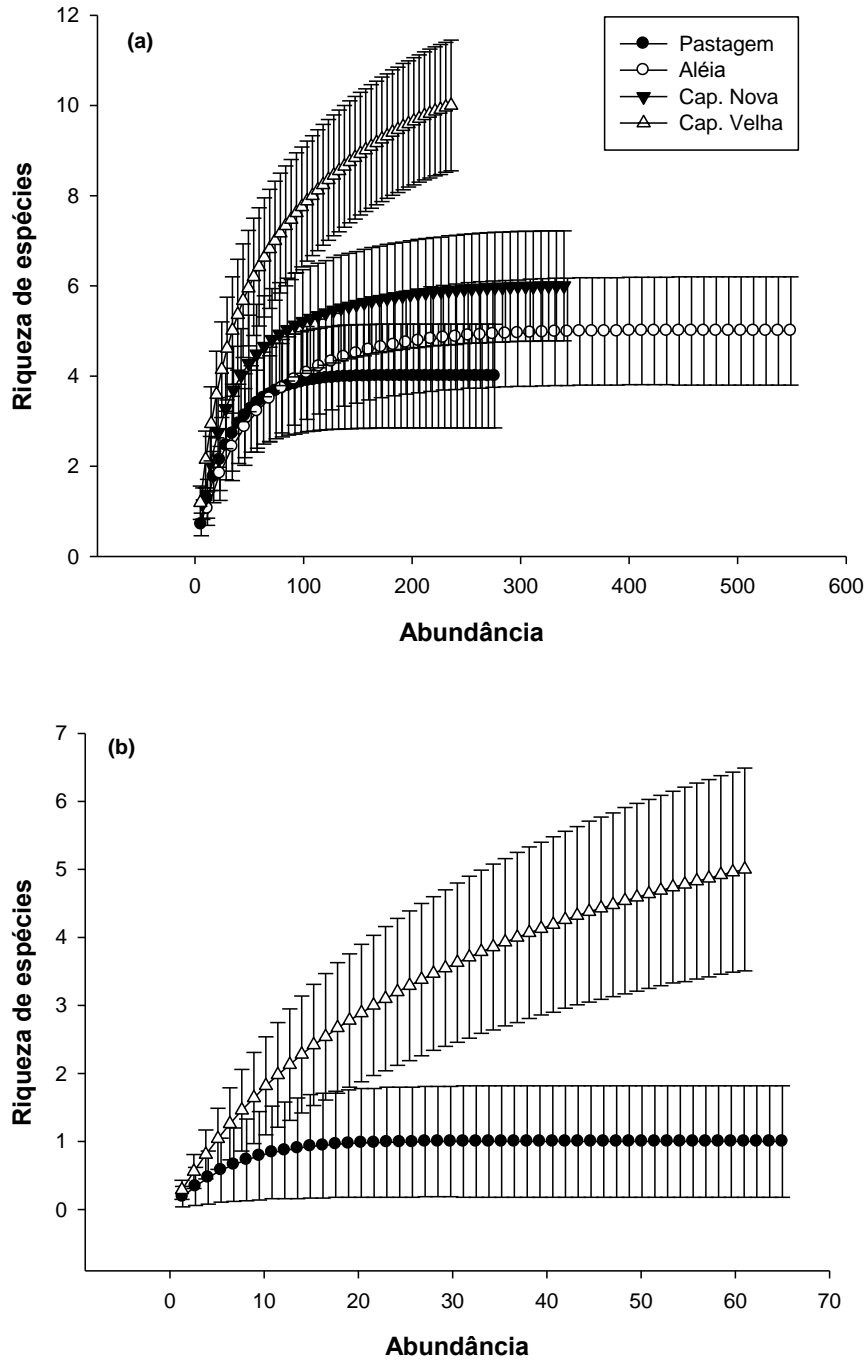 (a)
Pastagem
Aléia
Cap. Nova
Cap. Velha
Riqueza de espécies
12
10
8
6
4
2
0
0 100 200 300 400 500 600
Abundância
(b)
Riqueza de espécies
7
6
5
4
3
2
1
0
0 10 20 30 40 50 60 70
Abundância